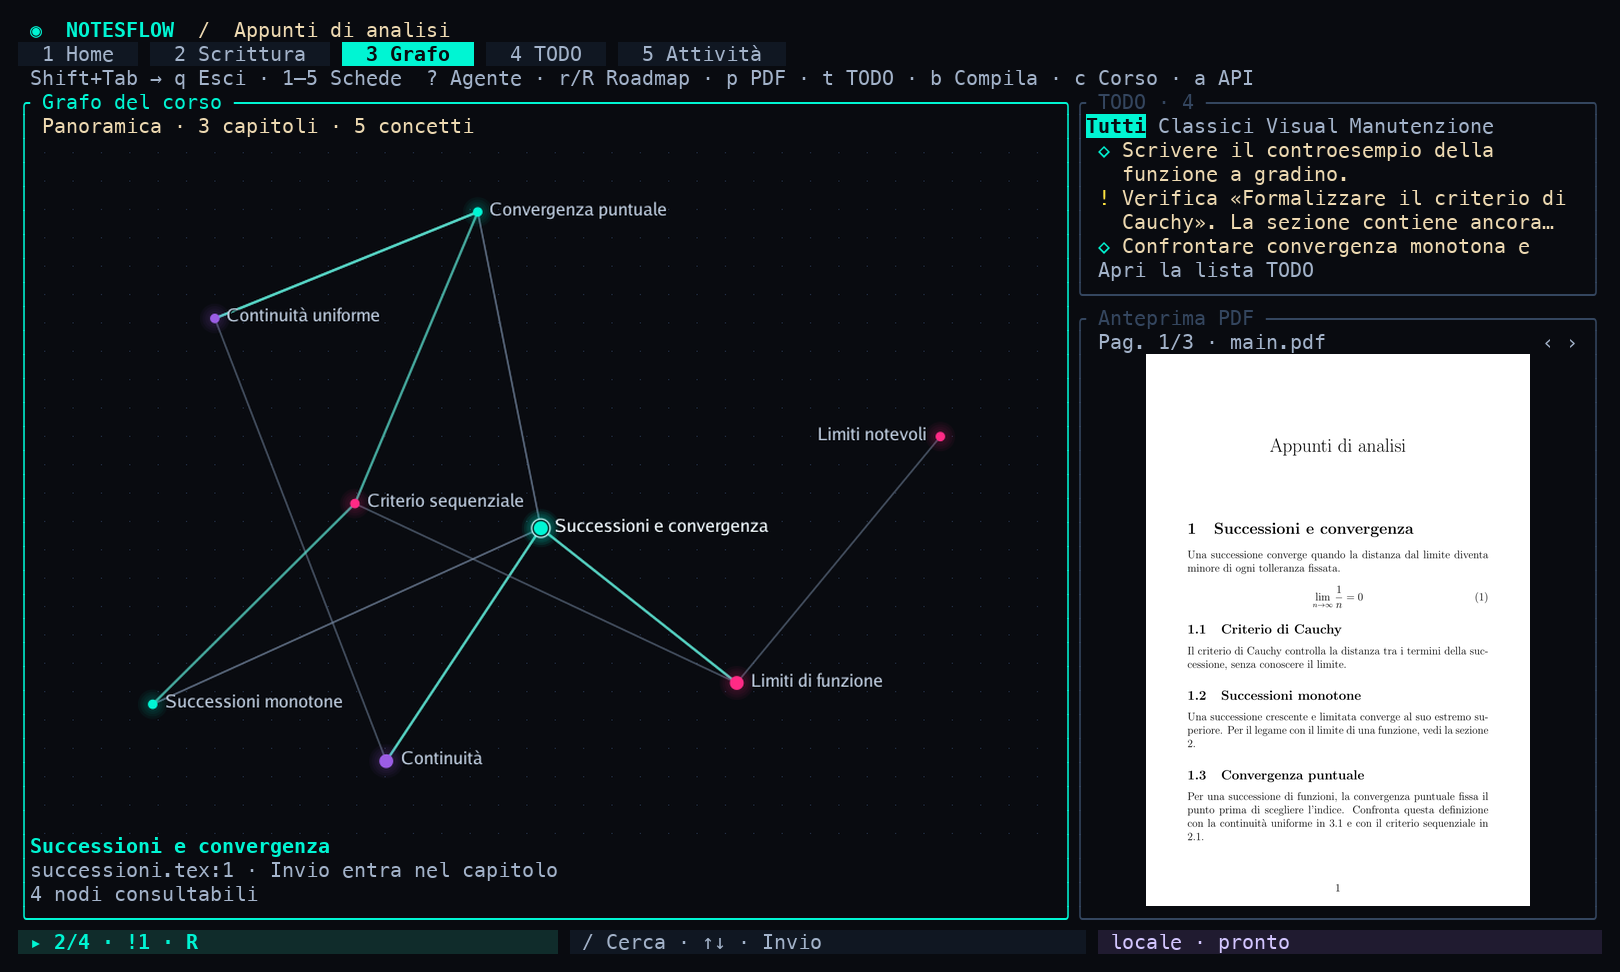 ◉ NOTESFLOW / Appunti di analisi
1 Home 2 Scrittura 3 Grafo 4 TODO 5 Attività
Shift+Tab → q Esci · 1–5 Schede ? Agente · r/R Roadmap · p PDF · t TODO · b Compila · c Corso · a API
Grafo del corso
Panoramica · 3 capitoli · 5 concetti
Convergenza puntuale
Continuità uniforme
Limiti notevoli
Criterio sequenziale
Successioni e convergenza
Limiti di funzione
Successioni monotone
Continuità
Successioni e convergenza
successioni.tex:1 · Invio entra nel capitolo
4 nodi consultabili
TODO · 4
Tutti Classici Visual Manutenzione
◇ Scrivere il controesempio della
funzione a gradino.
! Verifica «Formalizzare il criterio di
Cauchy». La sezione contiene ancora…
◇ Confrontare convergenza monotona e
Apri la lista TODO
Anteprima PDF
Pag. 1/3 · main.pdf ‹ ›
Appunti di analisi
1 Successioni e convergenza
Una successione converge quando la distanza dal limite diventa
minore di ogni tolleranza fissata.
lim n→∞ 1/n = 0 (1)
1.1 Criterio di Cauchy
Il criterio di Cauchy controlla la distanza tra i termini della suc-
cessione, senza conoscere il limite.
1.2 Successioni monotone
Una successione crescente e limitata converge al suo estremo su-
periore. Per il legame con il limite di una funzione, vedi la sezione
2.
1.3 Convergenza puntuale
Per una successione di funzioni, la convergenza puntuale fissa il
punto prima di scegliere l'indice. Confronta questa definizione
con la continuità uniforme in 3.1 e con il criterio sequenziale in
2.1.
1
▸ 2/4 · !1 · R
/ Cerca · ↑↓ · Invio
locale · pronto